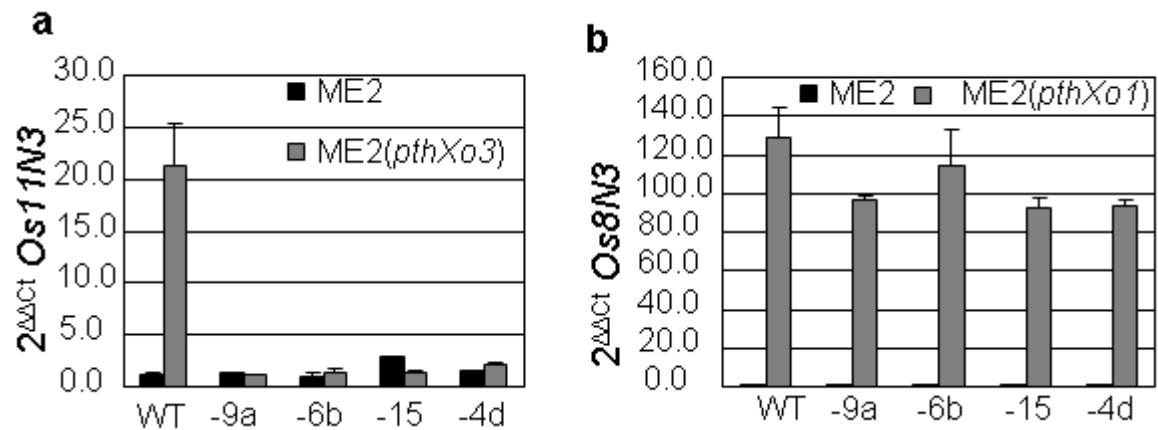 a
30.0
25.0
20.0
15.0
10.0
5.0
0.0
2ΔΔCt Os11N3
ME2
ME2(pthXo3)
WT -9a -6b -15 -4d
b
160.0
140.0
120.0
100.0
80.0
60.0
40.0
20.0
0.0
2ΔΔCt Os8N3
ME2 ME2(pthXo1)
WT -9a -6b -15 -4d